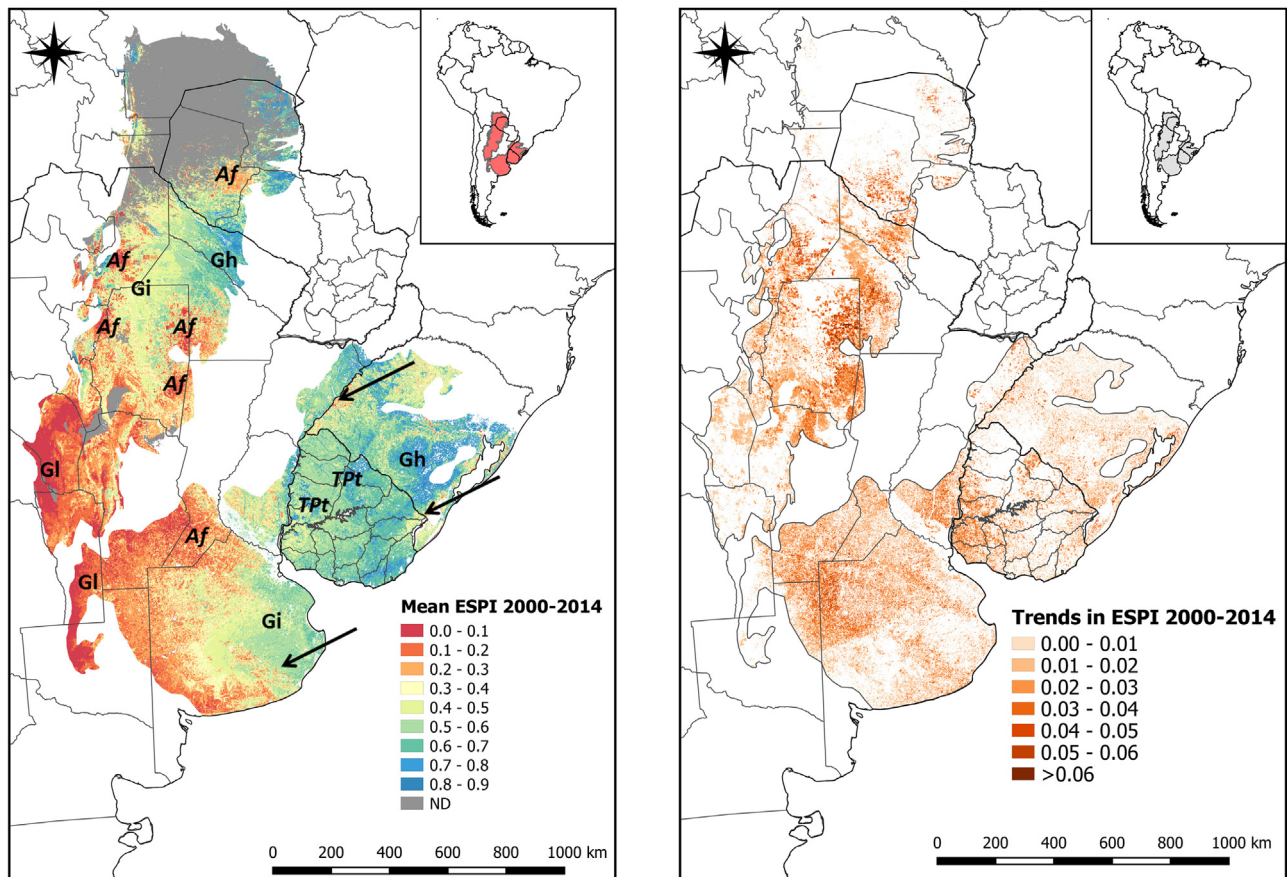 Af
Af
Gh
Gi
Af
Af
Af
Gl
Gh
TPt
TPt
Af
Gl
Gi
Mean ESPI 2000-2014
0.0 - 0.1
0.1 - 0.2
0.2 - 0.3
0.3 - 0.4
0.4 - 0.5
0.5 - 0.6
0.6 - 0.7
0.7 - 0.8
0.8 - 0.9
ND
0 200 400 600 800 1000 km
Trends in ESPI 2000-2014
0.00 - 0.01
0.01 - 0.02
0.02 - 0.03
0.03 - 0.04
0.04 - 0.05
0.05 - 0.06
>0.06
0 200 400 600 800 1000 km